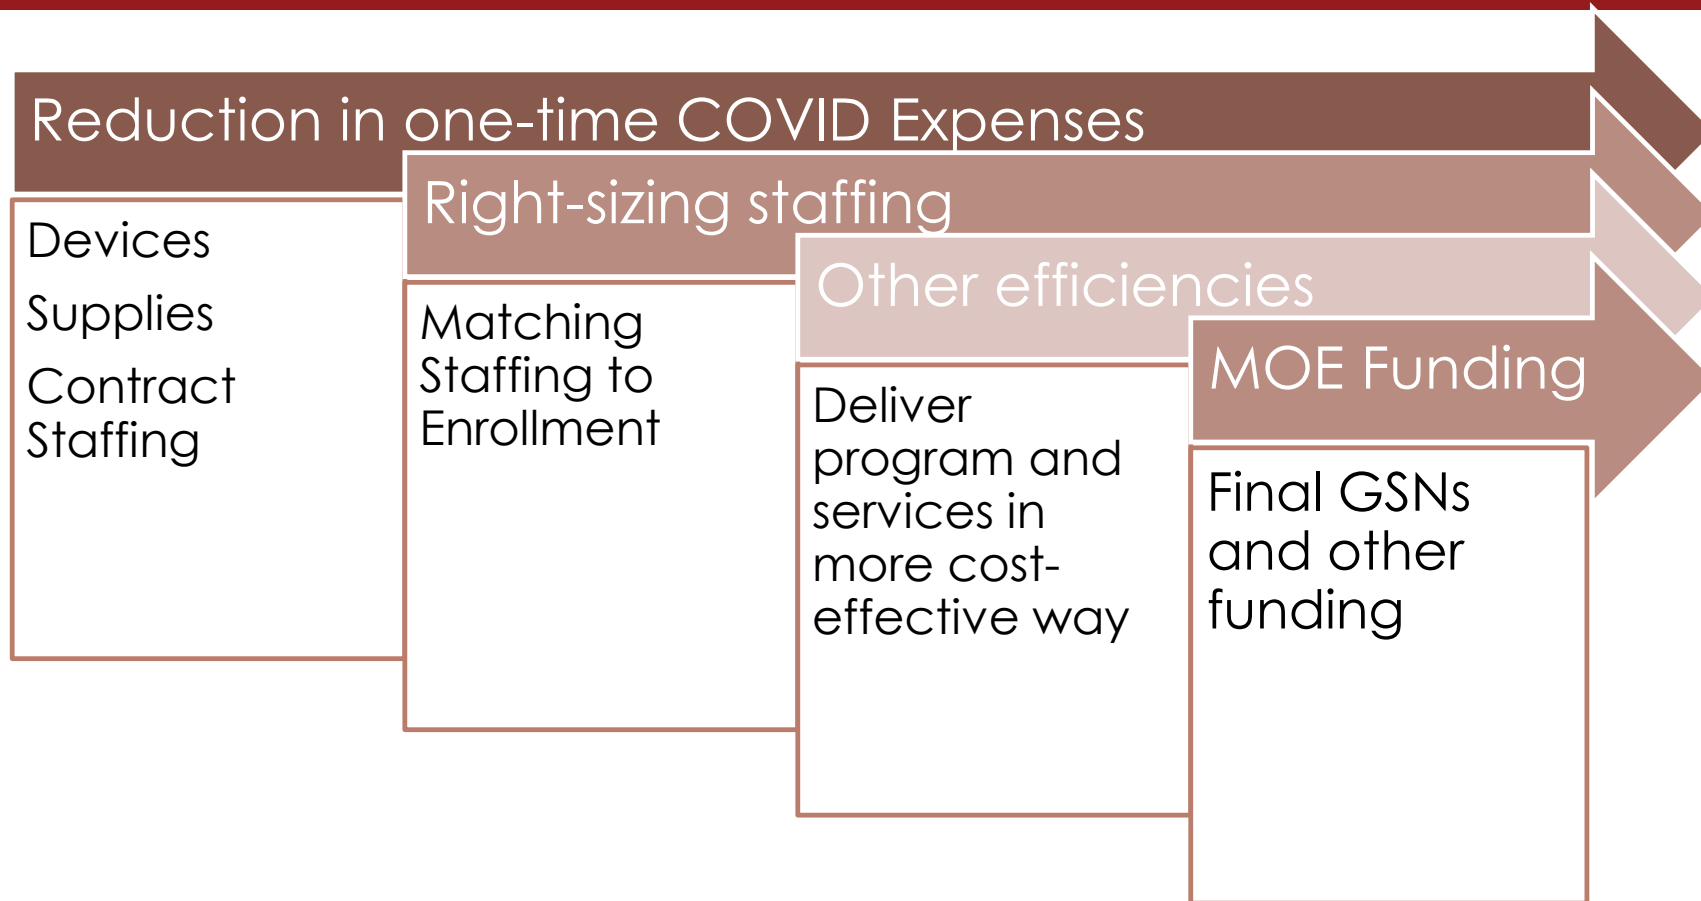 Reduction in one-time COVID Expenses
Devices
Supplies
Contract
Staffing
Right-sizing staffing
Matching
Staffing to
Enrollment
Other efficiencies
Deliver
program and
services in
more cost-
effective way
MOE Funding
Final GSNs
and other
funding